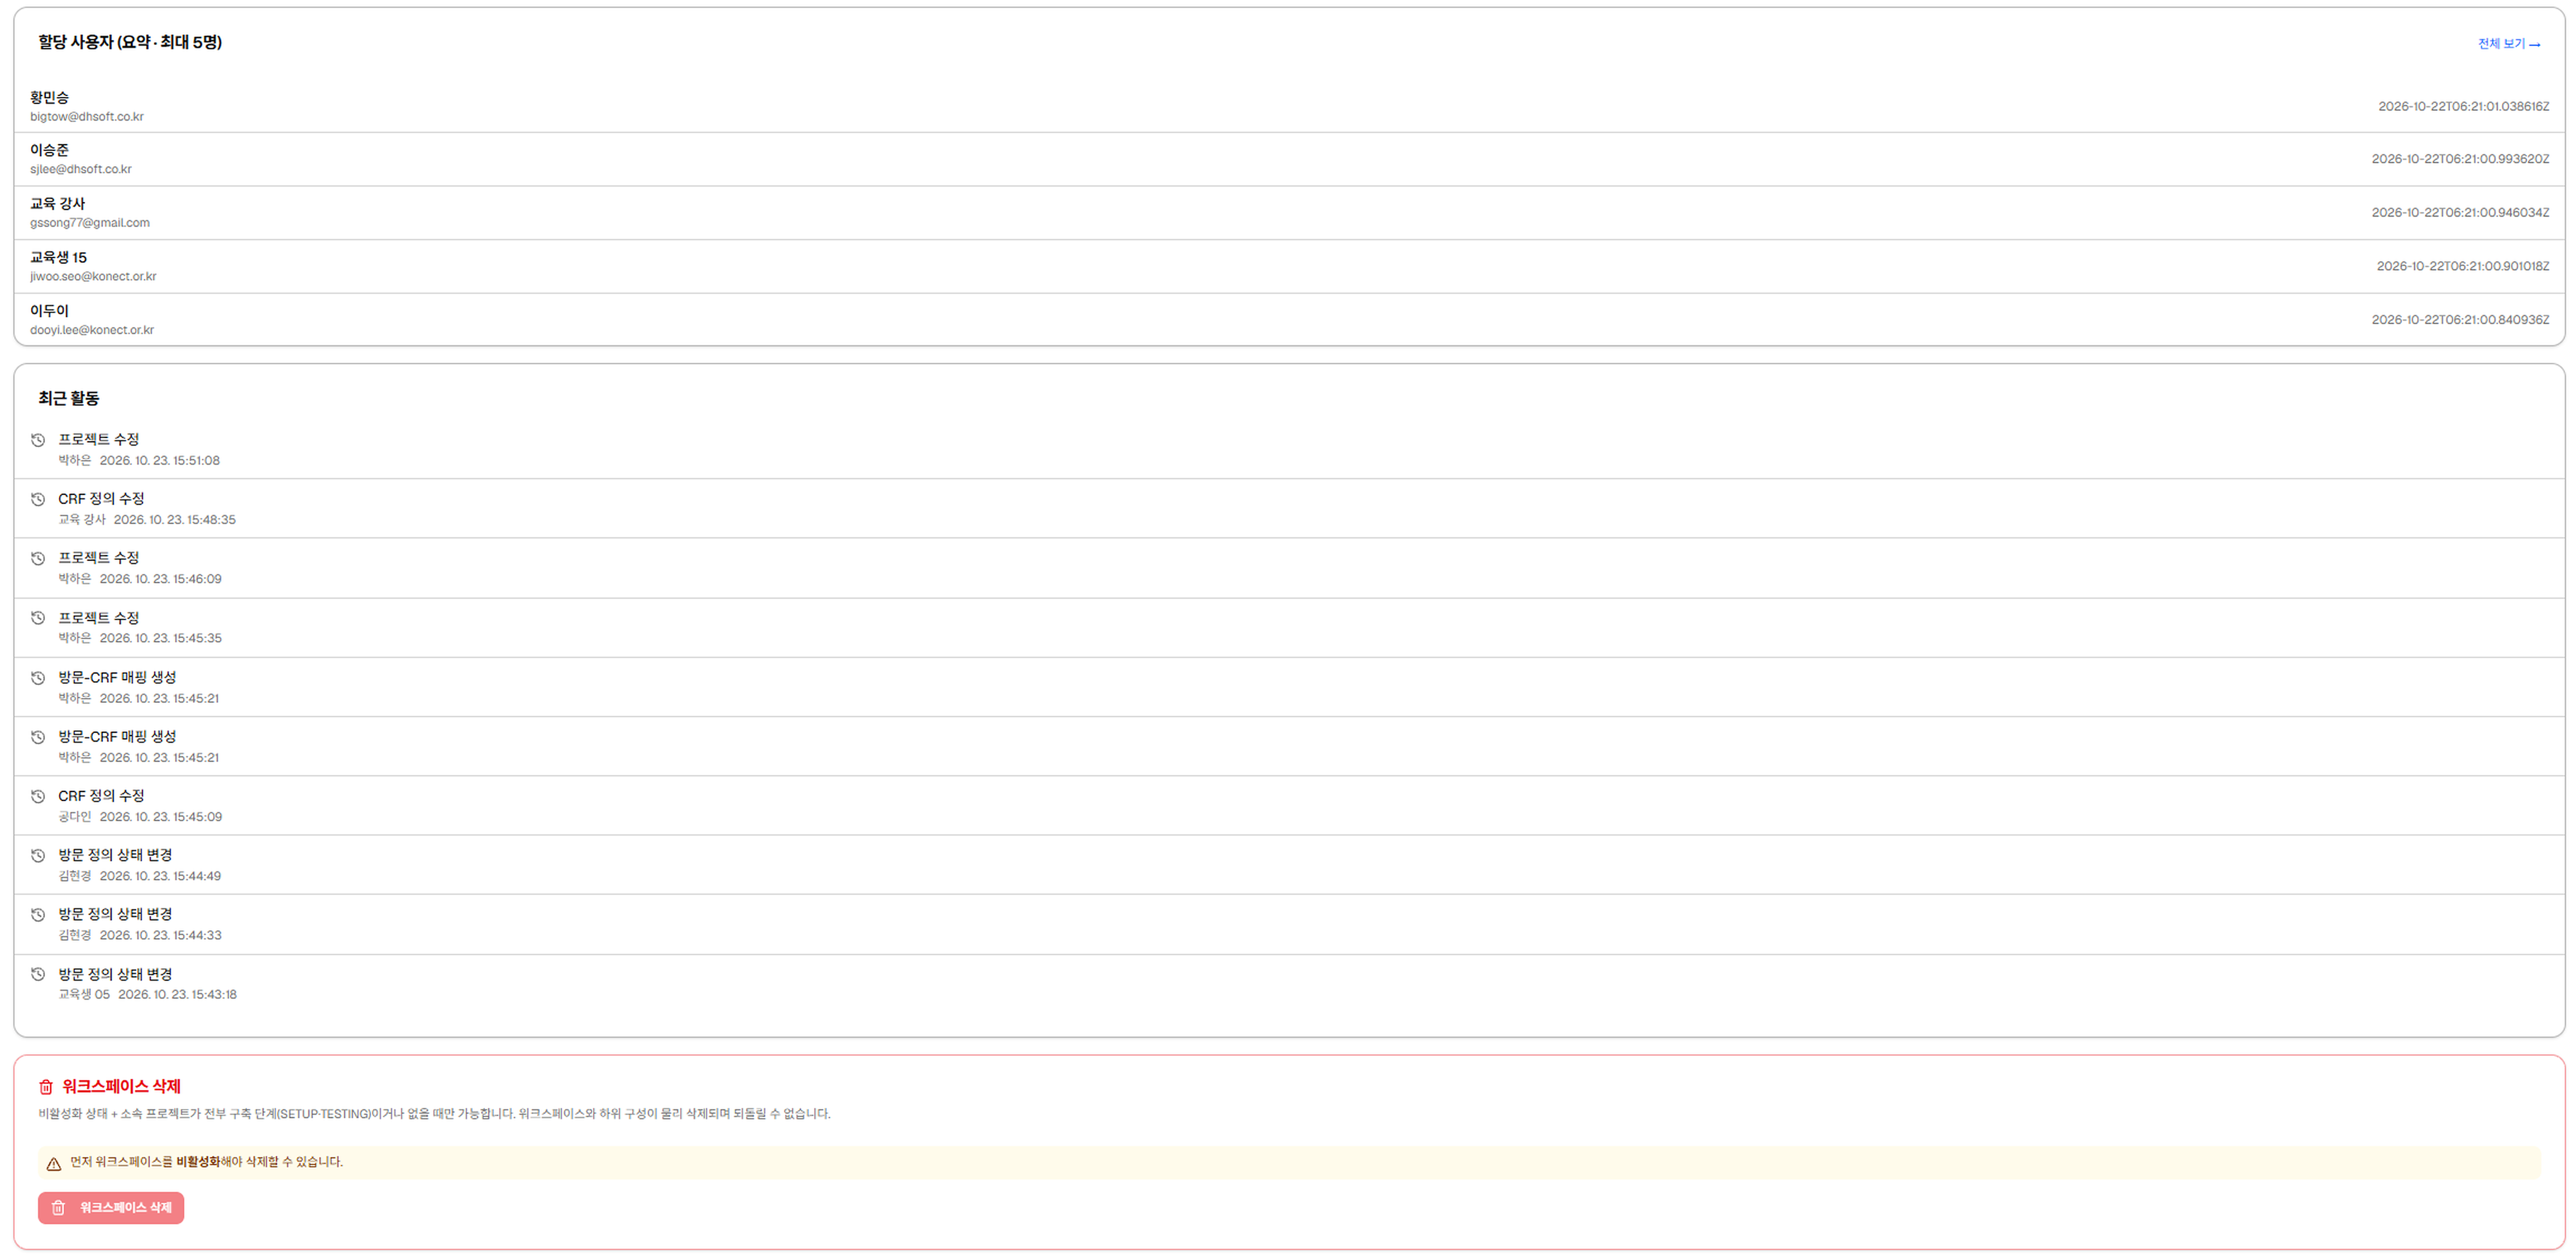 할당 사용자 (요약 · 최대 5명)
전체 보기 →
황민승
bigtow@dhsoft.co.kr
2026-10-22T06:21:01.038616Z
이승준
sjlee@dhsoft.co.kr
2026-10-22T06:21:00.993620Z
교육 강사
gssong77@gmail.com
2026-10-22T06:21:00.946034Z
교육생 15
jiwoo.seo@konect.or.kr
2026-10-22T06:21:00.901018Z
이두이
dooyi.lee@konect.or.kr
2026-10-22T06:21:00.840936Z
최근 활동
프로젝트 수정
박하은 2026. 10. 23. 15:51:08
CRF 정의 수정
교육 강사 2026. 10. 23. 15:48:35
프로젝트 수정
박하은 2026. 10. 23. 15:46:09
프로젝트 수정
박하은 2026. 10. 23. 15:45:35
방문-CRF 매핑 생성
박하은 2026. 10. 23. 15:45:21
방문-CRF 매핑 생성
박하은 2026. 10. 23. 15:45:21
CRF 정의 수정
공다인 2026. 10. 23. 15:45:09
방문 정의 상태 변경
김현경 2026. 10. 23. 15:44:49
방문 정의 상태 변경
김현경 2026. 10. 23. 15:44:33
방문 정의 상태 변경
교육생 05 2026. 10. 23. 15:43:18
워크스페이스 삭제
비활성화 상태 + 소속 프로젝트가 전부 구축 단계(SETUP·TESTING)이거나 없을 때만 가능합니다. 워크스페이스와 하위 구성이 물리 삭제되며 되돌릴 수 없습니다.
먼저 워크스페이스를 비활성화해야 삭제할 수 있습니다.
워크스페이스 삭제